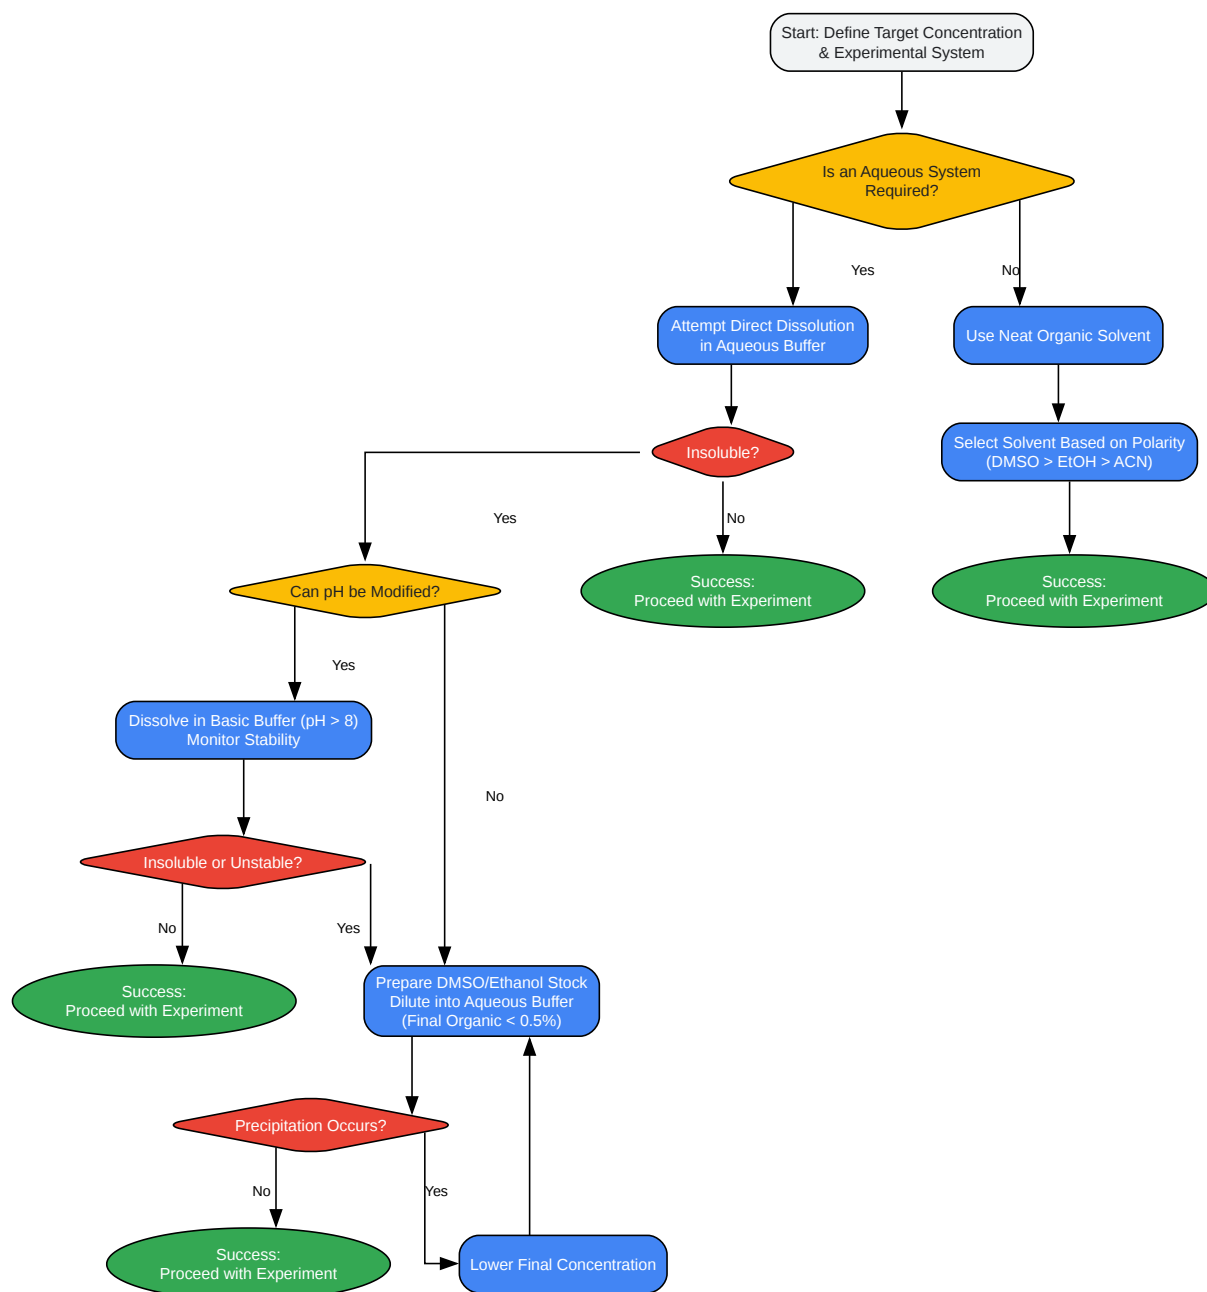 Start: Define Target Concentration
& Experimental System
Is an Aqueous System
Required?
Yes
No
Attempt Direct Dissolution
in Aqueous Buffer
Use Neat Organic Solvent
Insoluble?
Select Solvent Based on Polarity
(DMSO > EtOH > ACN)
Yes
No
Can pH be Modified?
Success:
Proceed with Experiment
Success:
Proceed with Experiment
Yes
Dissolve in Basic Buffer (pH > 8)
Monitor Stability
No
Insoluble or Unstable?
No
Yes
Success:
Proceed with Experiment
Prepare DMSO/Ethanol Stock
Dilute into Aqueous Buffer
(Final Organic < 0.5%)
Precipitation Occurs?
No
Yes
Success:
Proceed with Experiment
Lower Final Concentration